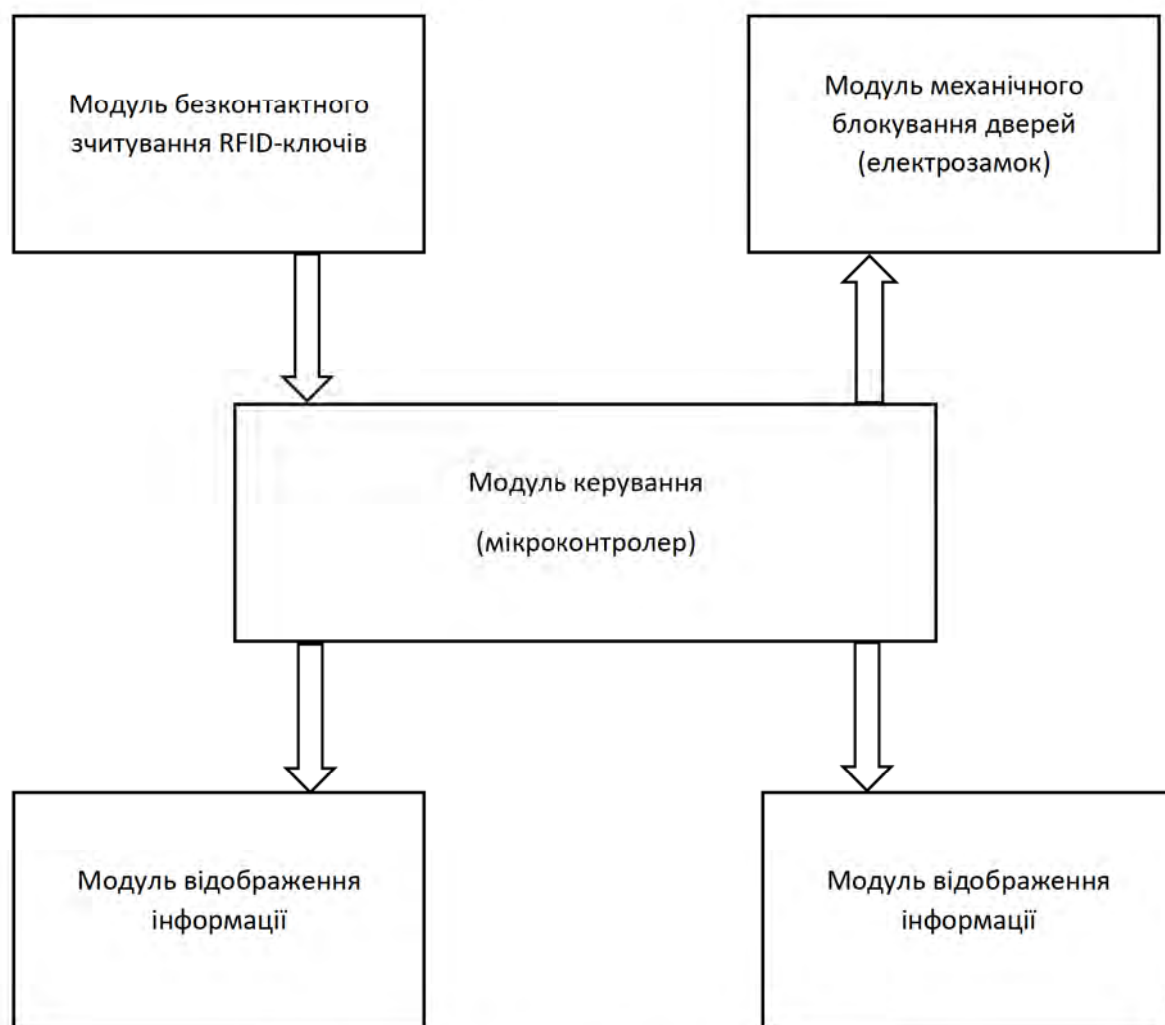 Модуль безконтактного
зчитування RFID-ключів
Модуль механічного
блокування дверей
(електрозамок)
Модуль керування
(мікроконтролер)
Модуль відображення
інформації
Модуль відображення
інформації